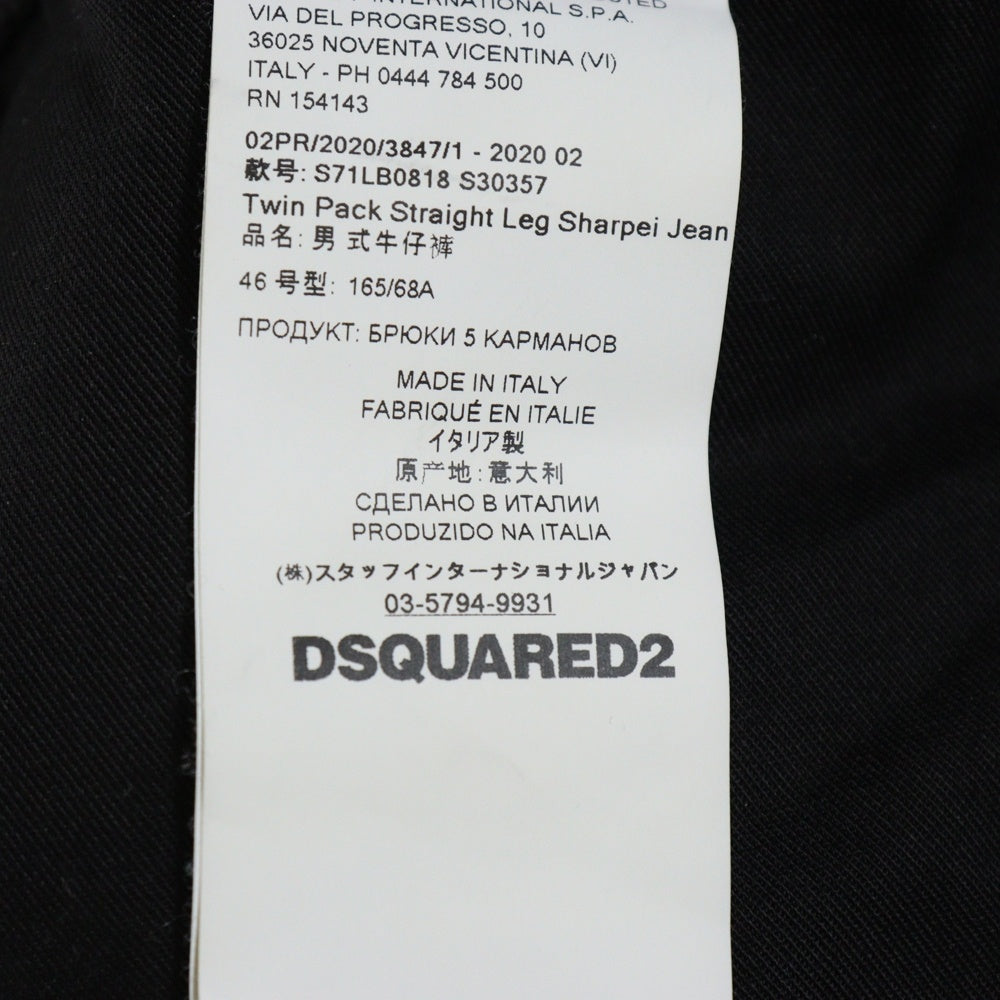 INTERNATIONAL S.P.A.
VIA DEL PROGRESSO, 10
36025 NOVENTA VICENTINA (VI)
ITALY - PH 0444 784 500
RN 154143
02PR/2020/3847/1 - 2020 02
款号: S71LB0818 S30357
Twin Pack Straight Leg Sharpei Jean
品名: 男 式牛仔裤
46 号型: 165/68A
ПРОДУКТ: БРЮКИ 5 КАРМАНОВ
MADE IN ITALY
FABRIQUÉ EN ITALIE
イタリア製
原产地:意大利
СДЕЛАНО В ИТАЛИИ
PRODUZIDO NA ITALIA
(株)スタッフインターナショナルジャパン
03-5794-9931
DSQUARED2